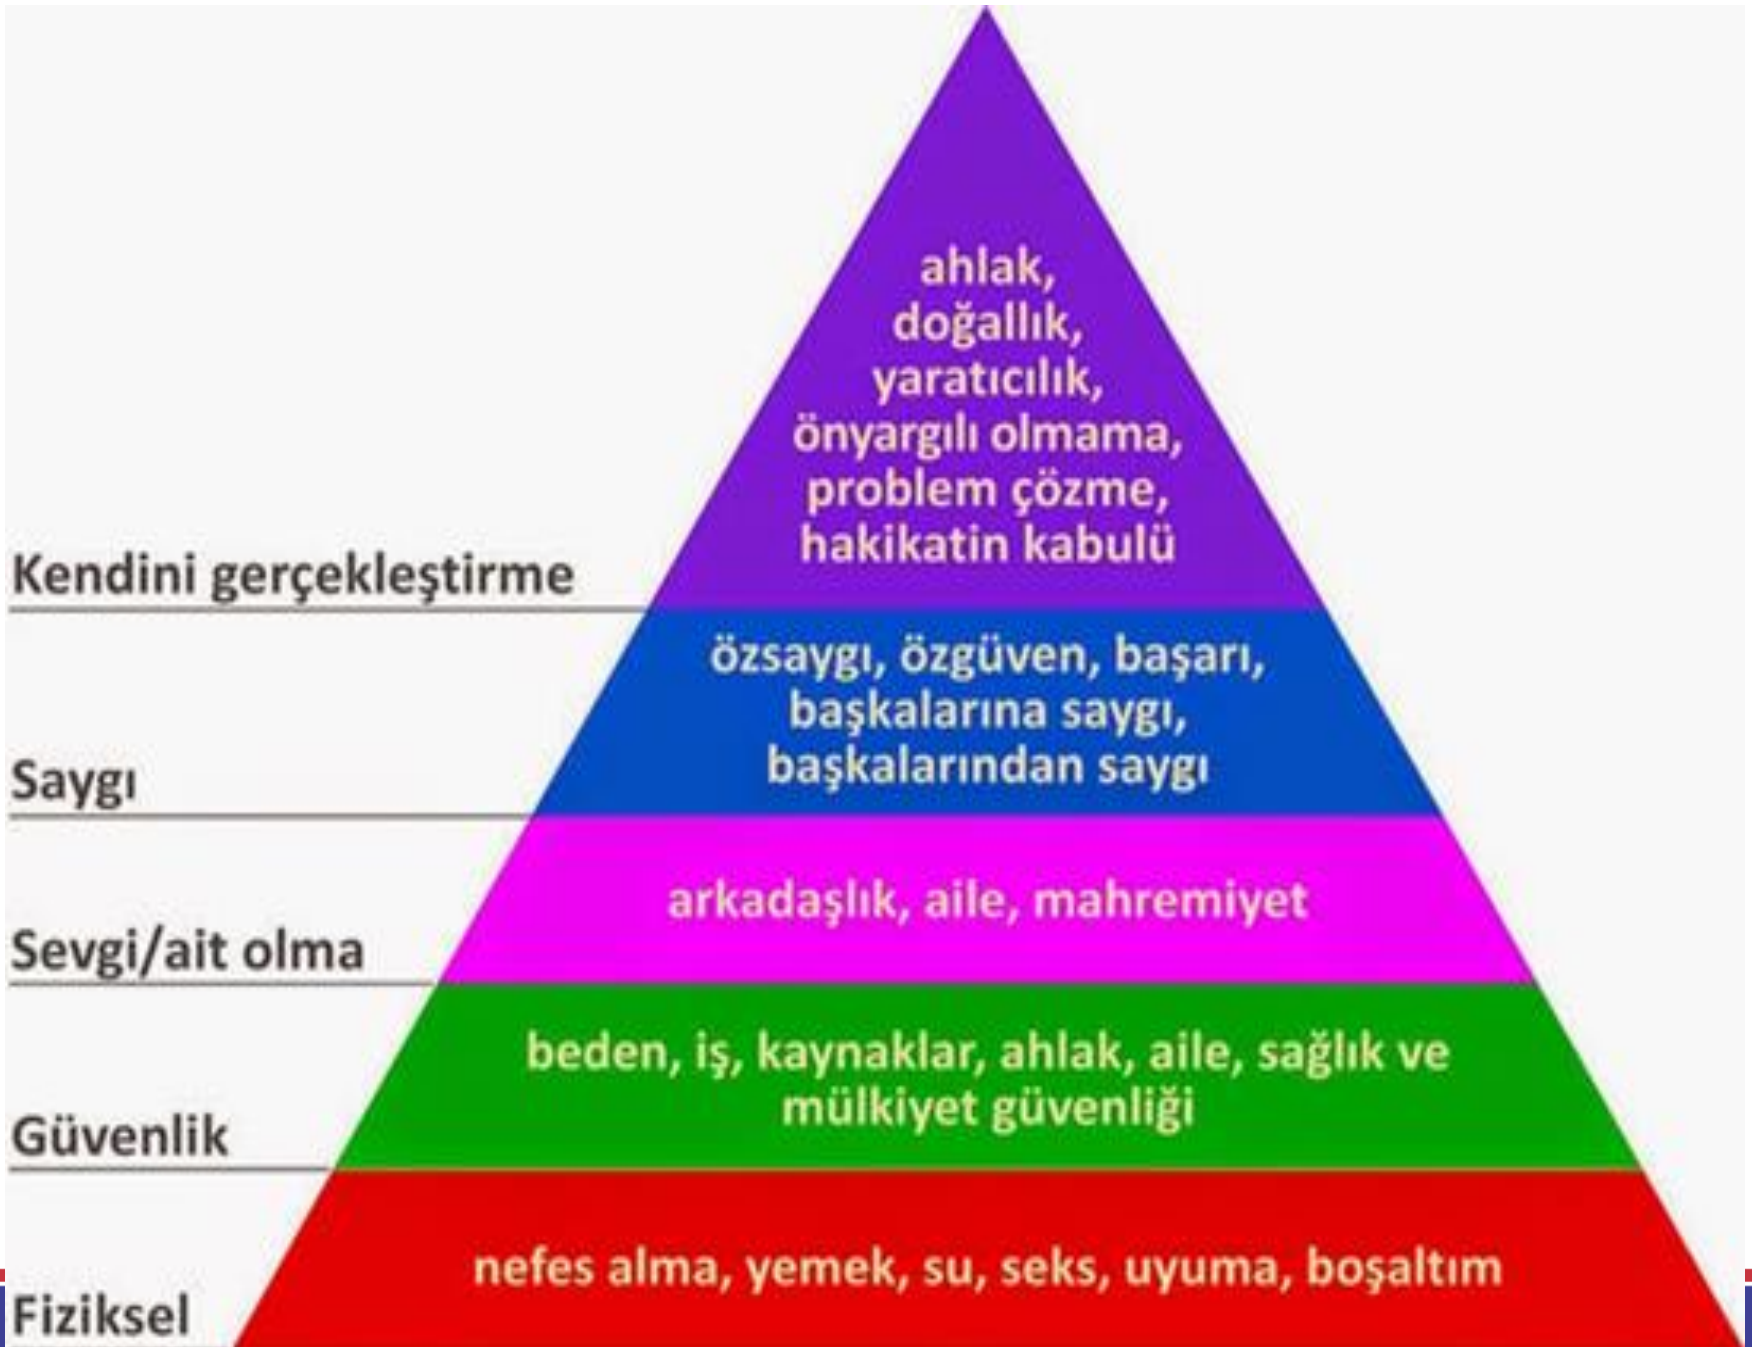 ahlak,
doğallık,
yaratıcılık,
önyargılı olmama,
problem çözme,
hakikatin kabulü
Kendini gerçekleştirme
özsaygı, özgüven, başarı,
başkalarına saygı,
başkalarından saygı
Saygı
arkadaşlık, aile, mahremiyet
Sevgi/ait olma
beden, iş, kaynaklar, ahlak, aile, sağlık ve
mülkiyet güvenliği
Güvenlik
nefes alma, yemek, su, seks, uyuma, boşaltım
Fiziksel